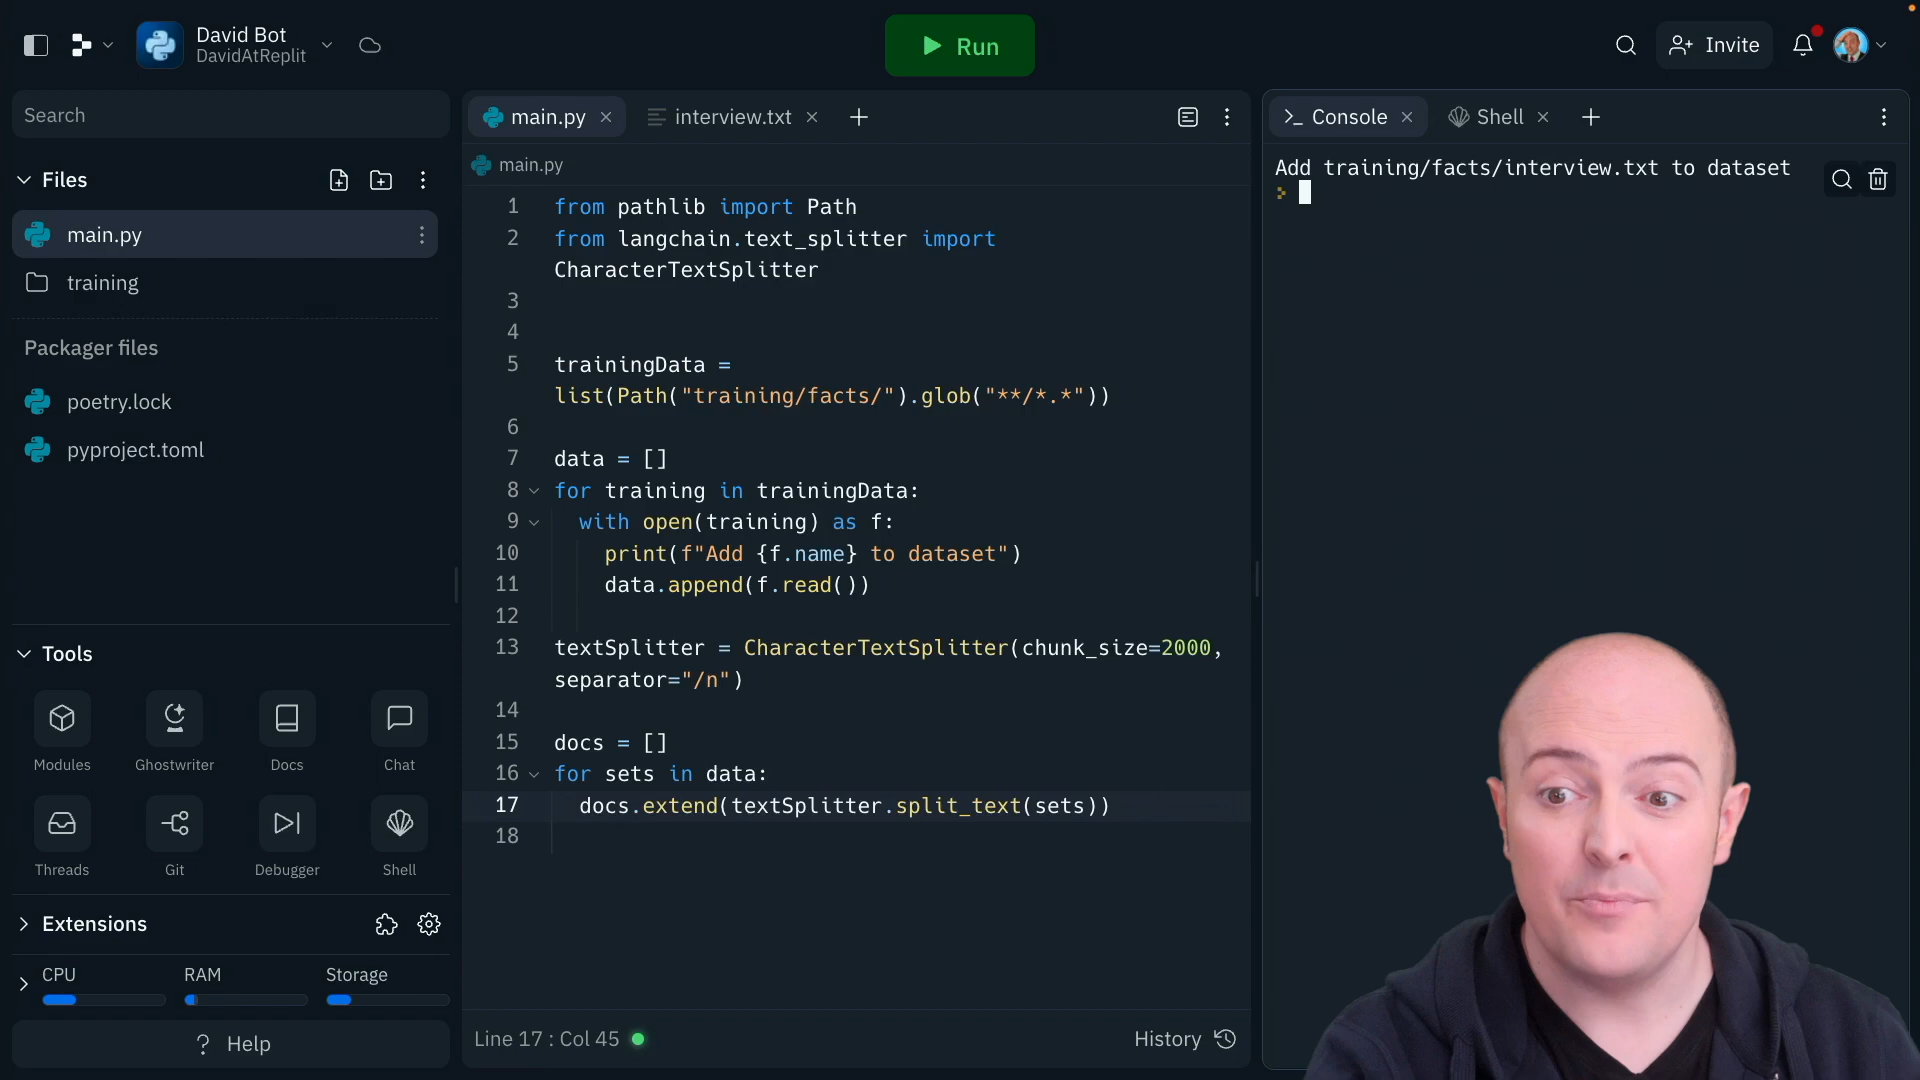 David Bot
DavidAtReplit
Run
Invite
Search
Files
main.py
training
Packager files
poetry.lock
pyproject.toml
Tools
Modules
Ghostwriter
Docs
Chat
Threads
Git
Debugger
Shell
Extensions
CPU
RAM
Storage
? Help
main.py
interview.txt
main.py
1 from pathlib import Path
2 from langchain.text_splitter import
CharacterTextSplitter
3
4
5 trainingData =
list(Path("training/facts/").glob("**/*.*"))
6
7 data = []
8 for training in trainingData:
9 with open(training) as f:
10 print(f"Add {f.name} to dataset")
11 data.append(f.read())
12
13 textSplitter = CharacterTextSplitter(chunk_size=2000,
separator="/n")
14
15 docs = []
16 for sets in data:
17 docs.extend(textSplitter.split_text(sets))
18
Line 17 : Col 45
History
Console
Shell
Add training/facts/interview.txt to dataset